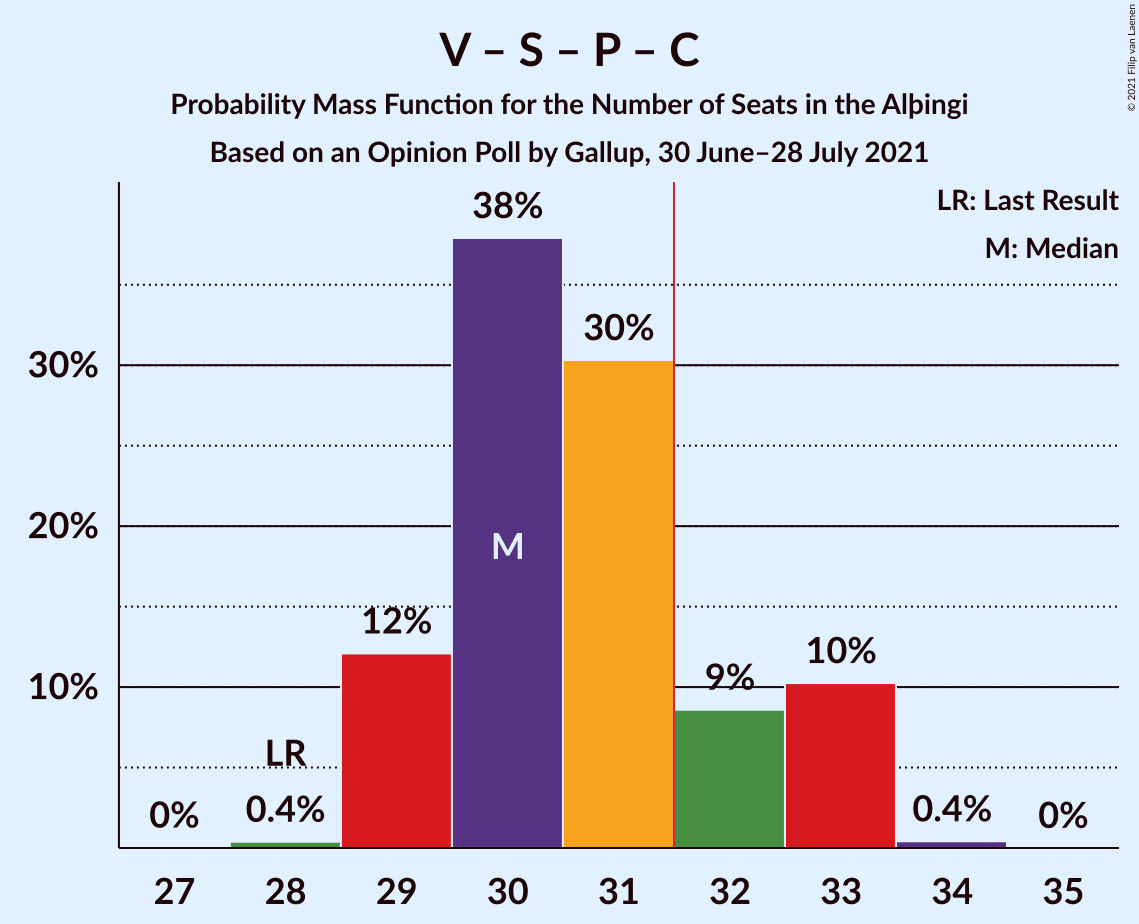 V – S – P – C
Probability Mass Function for the Number of Seats in the Alþingi
Based on an Opinion Poll by Gallup, 30 June–28 July 2021
© 2021 Filip van Laenen
LR: Last Result
M: Median
38%
30%
30%
20%
M
12%
10%
9%
10%
LR
0%
0.4%
0.4%
0%
27 28 29 30 31 32 33 34 35